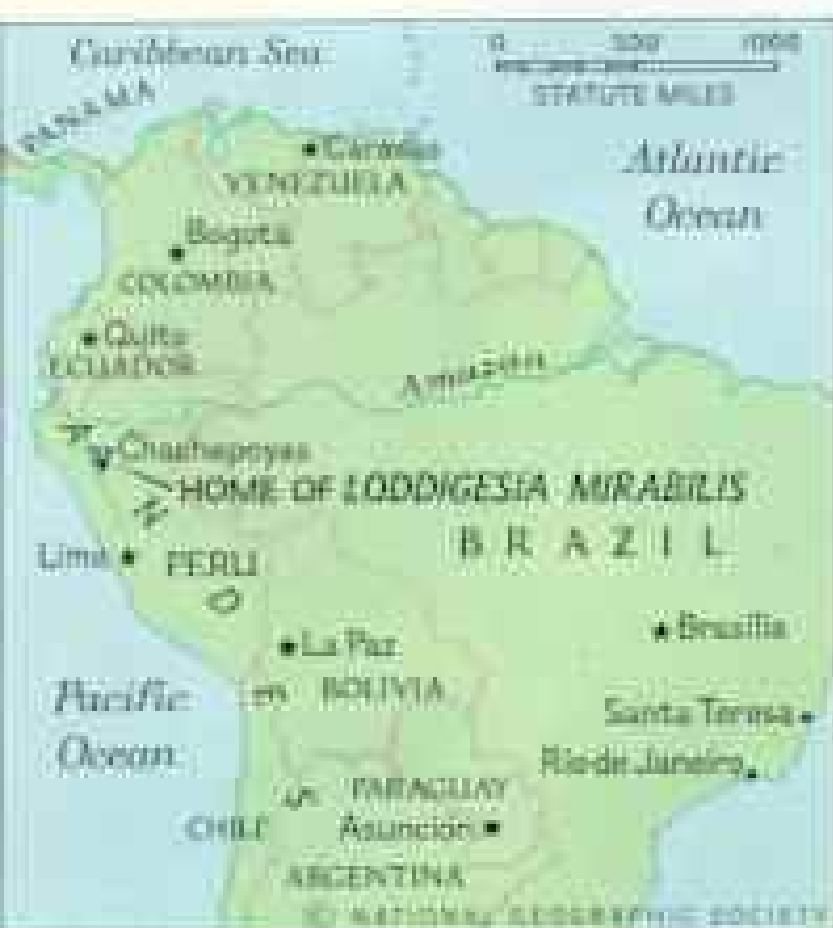 Caribbean Sea
0 500 1000
STATUTE MILES
PANAMA
Caracas
VENEZUELA
Atlantic
Ocean
Bogota
COLOMBIA
Quito
ECUADOR
Amazon
Chachapoyas
HOME OF LODDIGESIA MIRABILIS
BRAZIL
Lima
PERU
ANDES
Brasília
La Paz
BOLIVIA
Pacific
Ocean
Santa Teresa
Rio de Janeiro
PARAGUAY
CHILE
Asunción
ARGENTINA
© NATIONAL GEOGRAPHIC SOCIETY